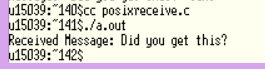 u15039:~140$cc posixreceive.c
u15039:~141$./a.out
Received Message: Did you get this?
u15039:~142$